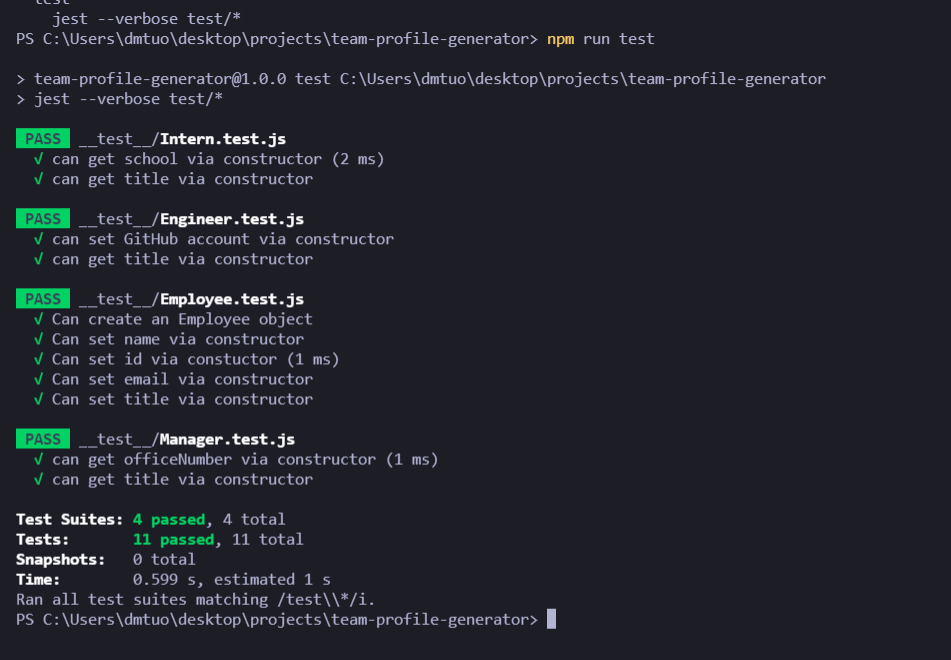 test
jest --verbose test/*
PS C:\Users\dmtuo\desktop\projects\team-profile-generator> npm run test
> team-profile-generator@1.0.0 test C:\Users\dmtuo\desktop\projects\team-profile-generator
> jest --verbose test/*
PASS __test__/Intern.test.js
√ can get school via constructor (2 ms)
√ can get title via constructor
PASS __test__/Engineer.test.js
√ can set GitHub account via constructor
√ can get title via constructor
PASS __test__/Employee.test.js
√ Can create an Employee object
√ Can set name via constructor
√ Can set id via constuctor (1 ms)
√ Can set email via constructor
√ Can set title via constructor
PASS __test__/Manager.test.js
√ can get officeNumber via constructor (1 ms)
√ can get title via constructor
Test Suites: 4 passed, 4 total
Tests: 11 passed, 11 total
Snapshots: 0 total
Time: 0.599 s, estimated 1 s
Ran all test suites matching /test\\*/i.
PS C:\Users\dmtuo\desktop\projects\team-profile-generator>